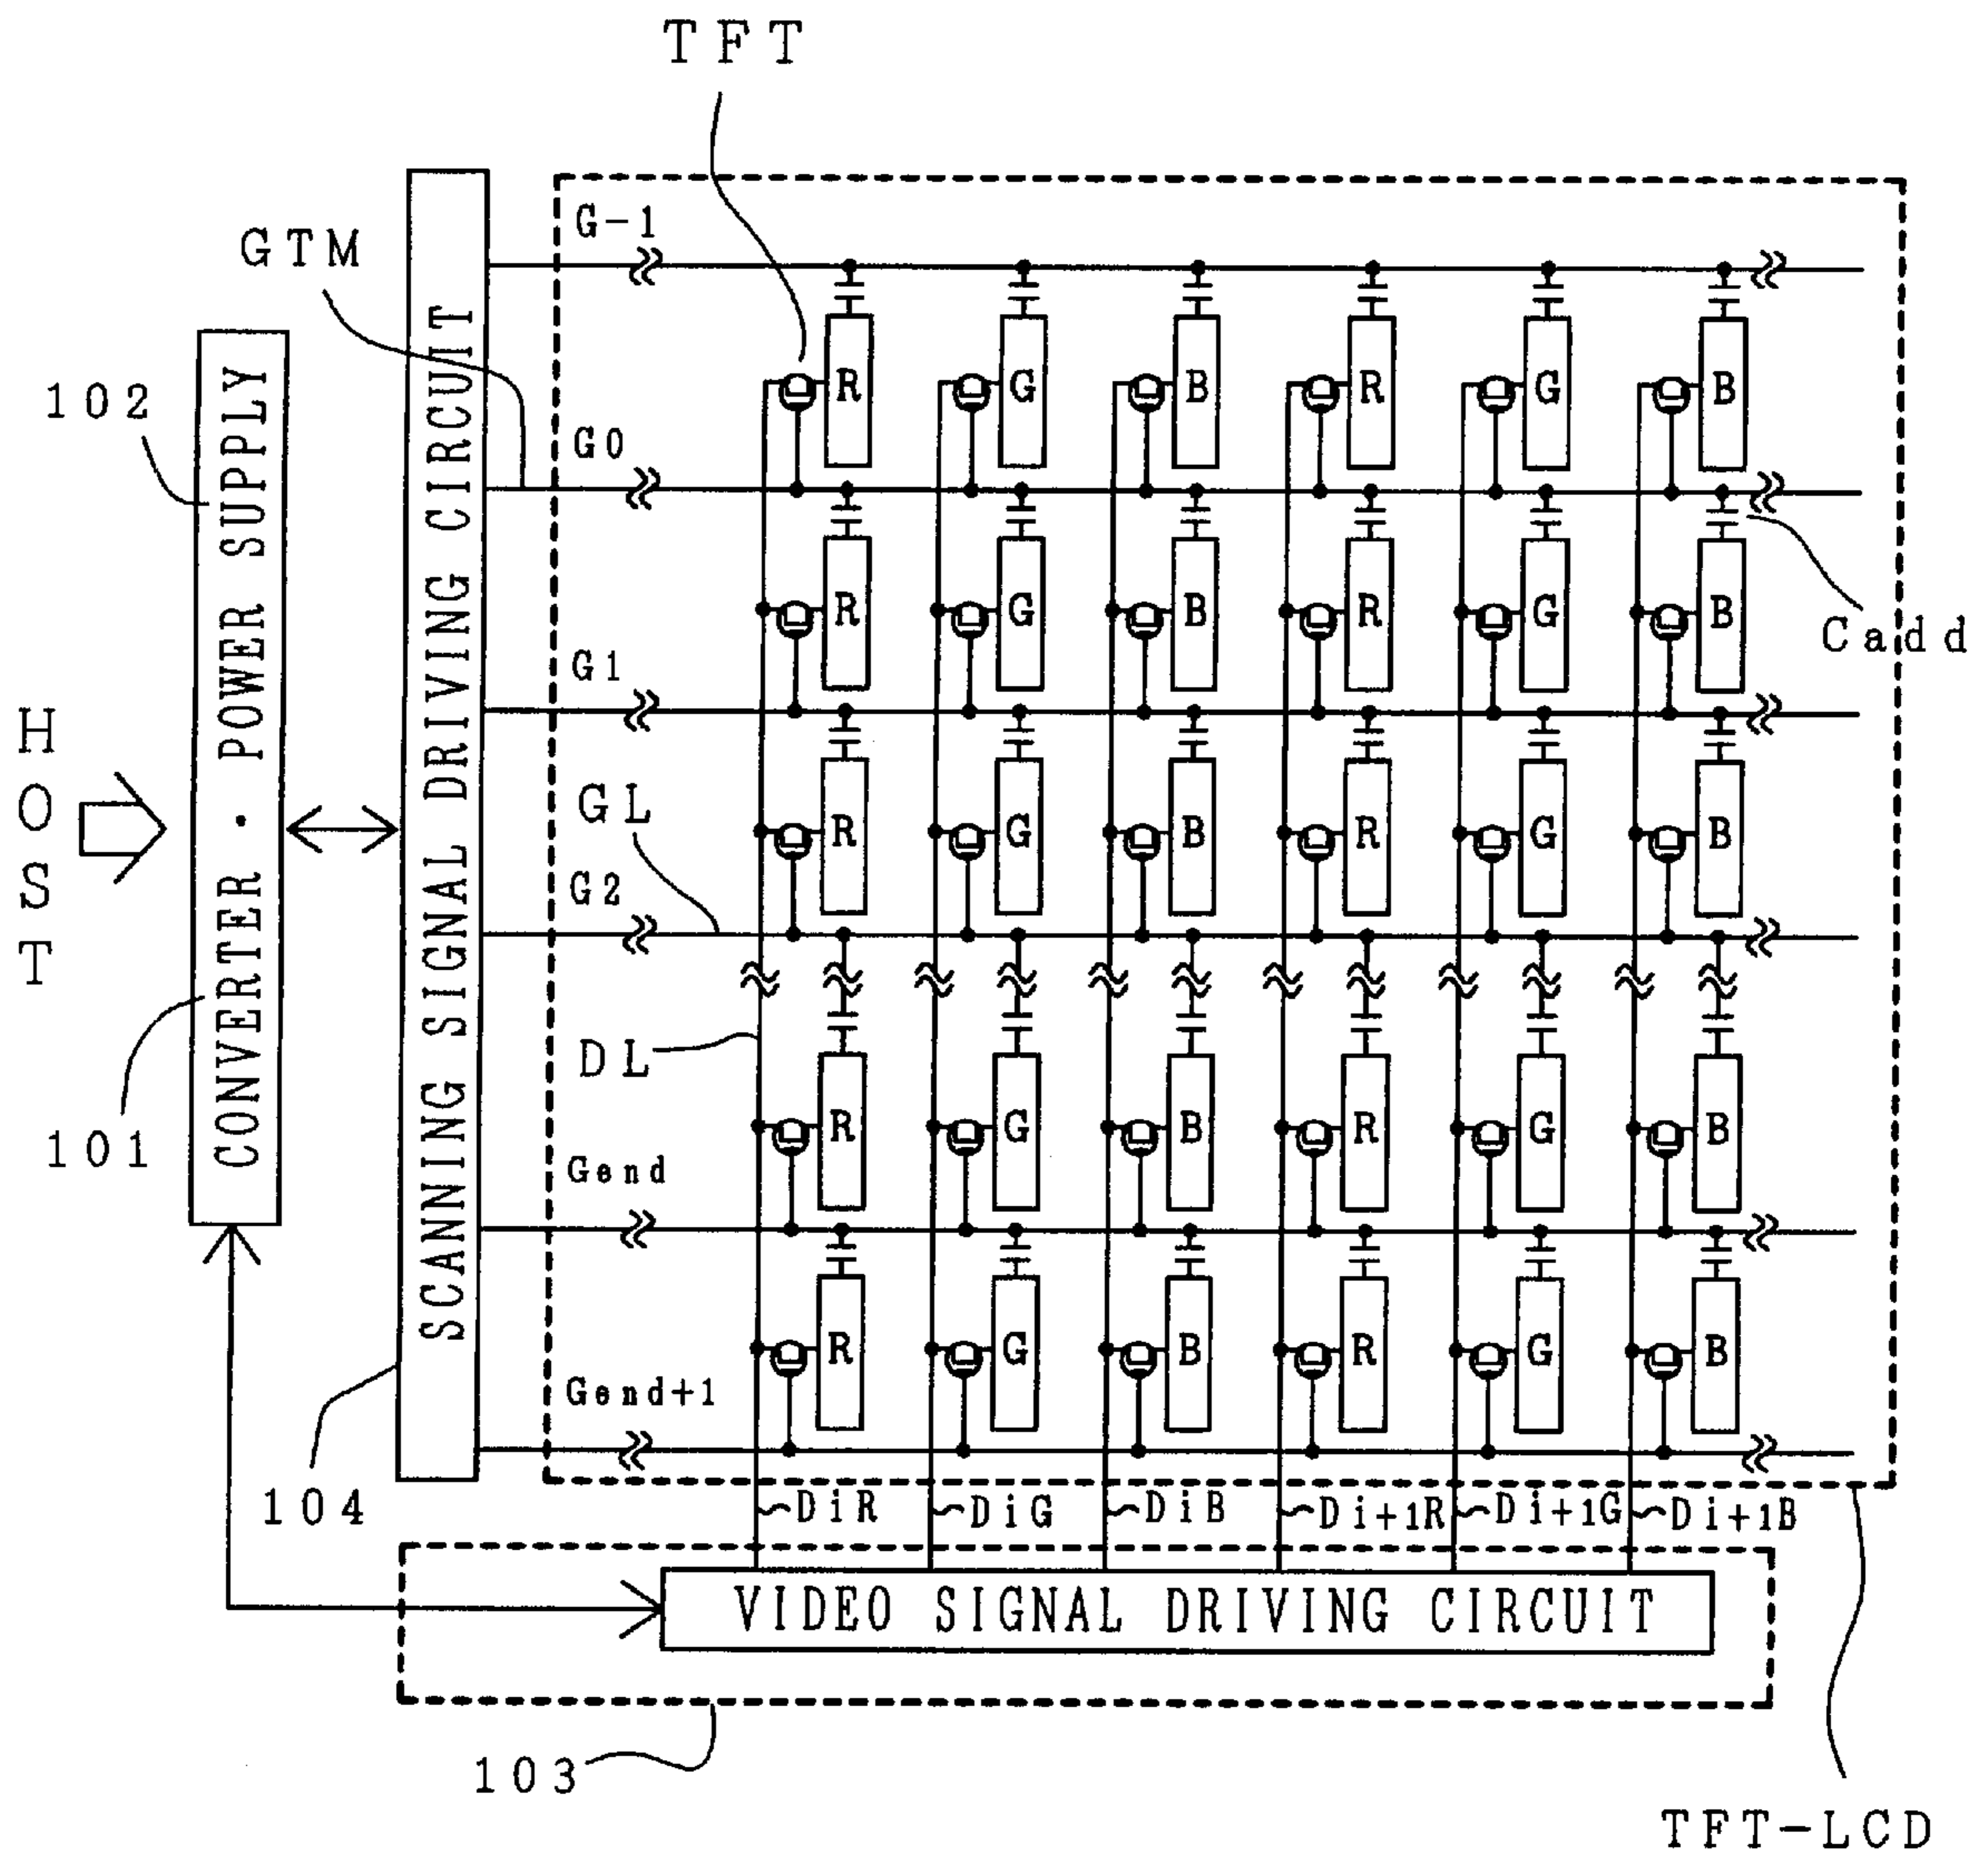 TFT
G-1
GTM
R G B R G B
102
G0
R G B R G B
Cadd
G1
HOST
CONVERTER · POWER SUPPLY
SCANNING SIGNAL DRIVING CIRCUIT
GL
R G B R G B
G2
DL
101
R G B R G B
Gend
R G B R G B
Gend+1
104
DiR DiG DiB Di+1R Di+1G Di+1B
VIDEO SIGNAL DRIVING CIRCUIT
103
TFT-LCD